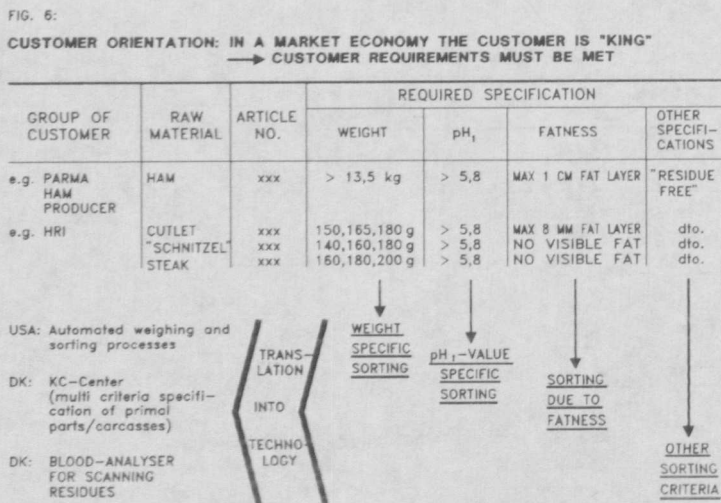 FIG. 6:
CUSTOMER ORIENTATION: IN A MARKET ECONOMY THE CUSTOMER IS "KING"
⟶ CUSTOMER REQUIREMENTS MUST BE MET
REQUIRED SPECIFICATION
GROUP OF CUSTOMER | RAW MATERIAL | ARTICLE NO. | WEIGHT | pH₁ | FATNESS | OTHER SPECIFI-CATIONS
e.g. PARMA | HAM | xxx | > 13,5 kg | > 5,8 | MAX 1 CM FAT LAYER | "RESIDUE
HAM | FREE"
PRODUCER
e.g. HRI | CUTLET | xxx | 150,165,180 g | > 5,8 | MAX 8 MM FAT LAYER | dto.
"SCHNITZEL" | xxx | 140,160,180 g | > 5,8 | NO VISIBLE FAT | dto.
STEAK | xxx | 160,180,200 g | > 5,8 | NO VISIBLE FAT | dto.
USA: Automated weighing and
sorting processes
DK: KC-Center
(multi criteria specifi-
cation of primal
parts/carcasses)
DK: BLOOD-ANALYSER
FOR SCANNING
RESIDUES
TRANS-
LATION
INTO
TECHNO-
LOGY
WEIGHT
SPECIFIC
SORTING
pH₁-VALUE
SPECIFIC
SORTING
SORTING
DUE TO
FATNESS
OTHER
SORTING
CRITERIA